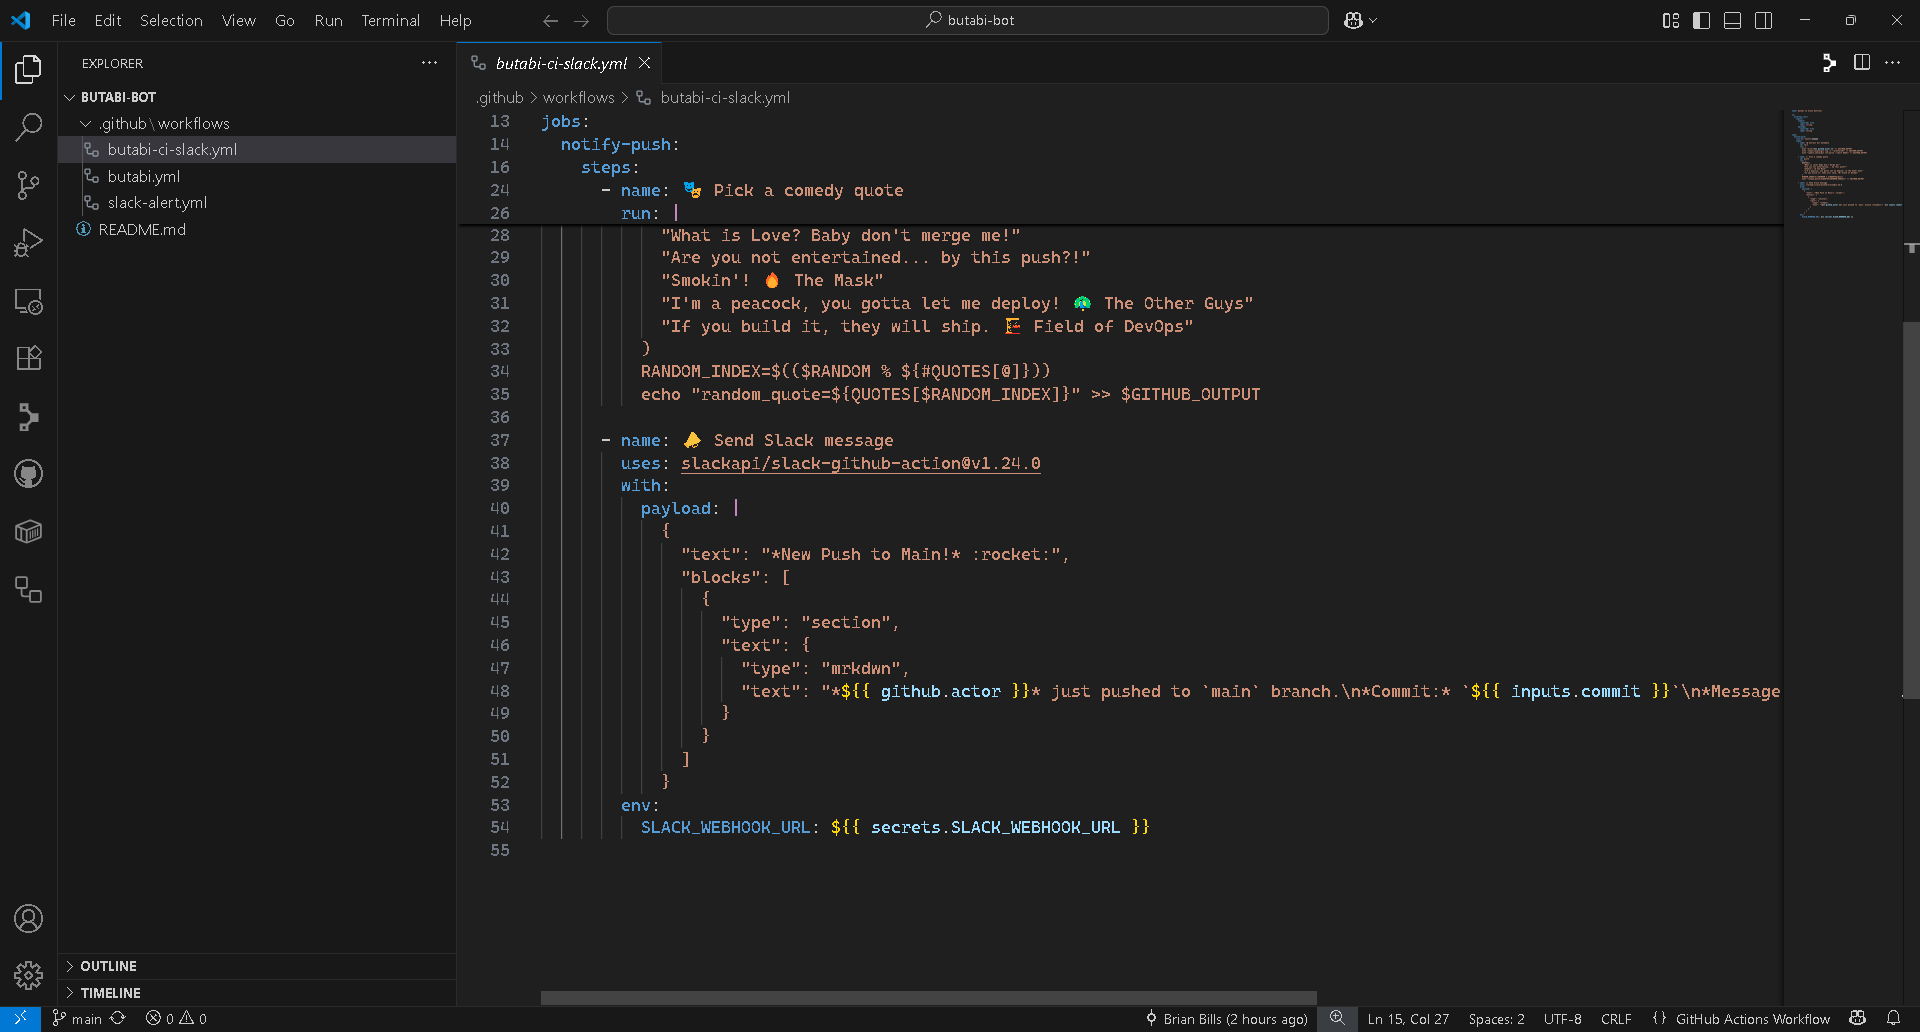 File Edit Selection View Go Run Terminal Help
butabi-bot
EXPLORER
BUTABI-BOT
.github\workflows
butabi-ci-slack.yml
butabi.yml
slack-alert.yml
README.md
OUTLINE
TIMELINE
butabi-ci-slack.yml
.github > workflows > butabi-ci-slack.yml
13 jobs:
14 notify-push:
16 steps:
24 - name: 🎭 Pick a comedy quote
26 run: |
28 "What is Love? Baby don't merge me!"
29 "Are you not entertained... by this push?!"
30 "Smokin'! 🔥 The Mask"
31 "I'm a peacock, you gotta let me deploy! 🦚 The Other Guys"
32 "If you build it, they will ship. 🏗 Field of DevOps"
33 )
34 RANDOM_INDEX=$(($RANDOM % ${#QUOTES[@]}))
35 echo "random_quote=${QUOTES[$RANDOM_INDEX]}" >> $GITHUB_OUTPUT
36
37 - name: 📣 Send Slack message
38 uses: slackapi/slack-github-action@v1.24.0
39 with:
40 payload: |
41 {
42 "text": "*New Push to Main!* :rocket:",
43 "blocks": [
44 {
45 "type": "section",
46 "text": {
47 "type": "mrkdwn",
48 "text": "*${{ github.actor }}* just pushed to `main` branch.\n*Commit:* `${{ inputs.commit }}`\n*Message
49 }
50 }
51 ]
52 }
53 env:
54 SLACK_WEBHOOK_URL: ${{ secrets.SLACK_WEBHOOK_URL }}
55
main 0 0 Brian Bills (2 hours ago) Ln 15, Col 27 Spaces: 2 UTF-8 CRLF {} GitHub Actions Workflow